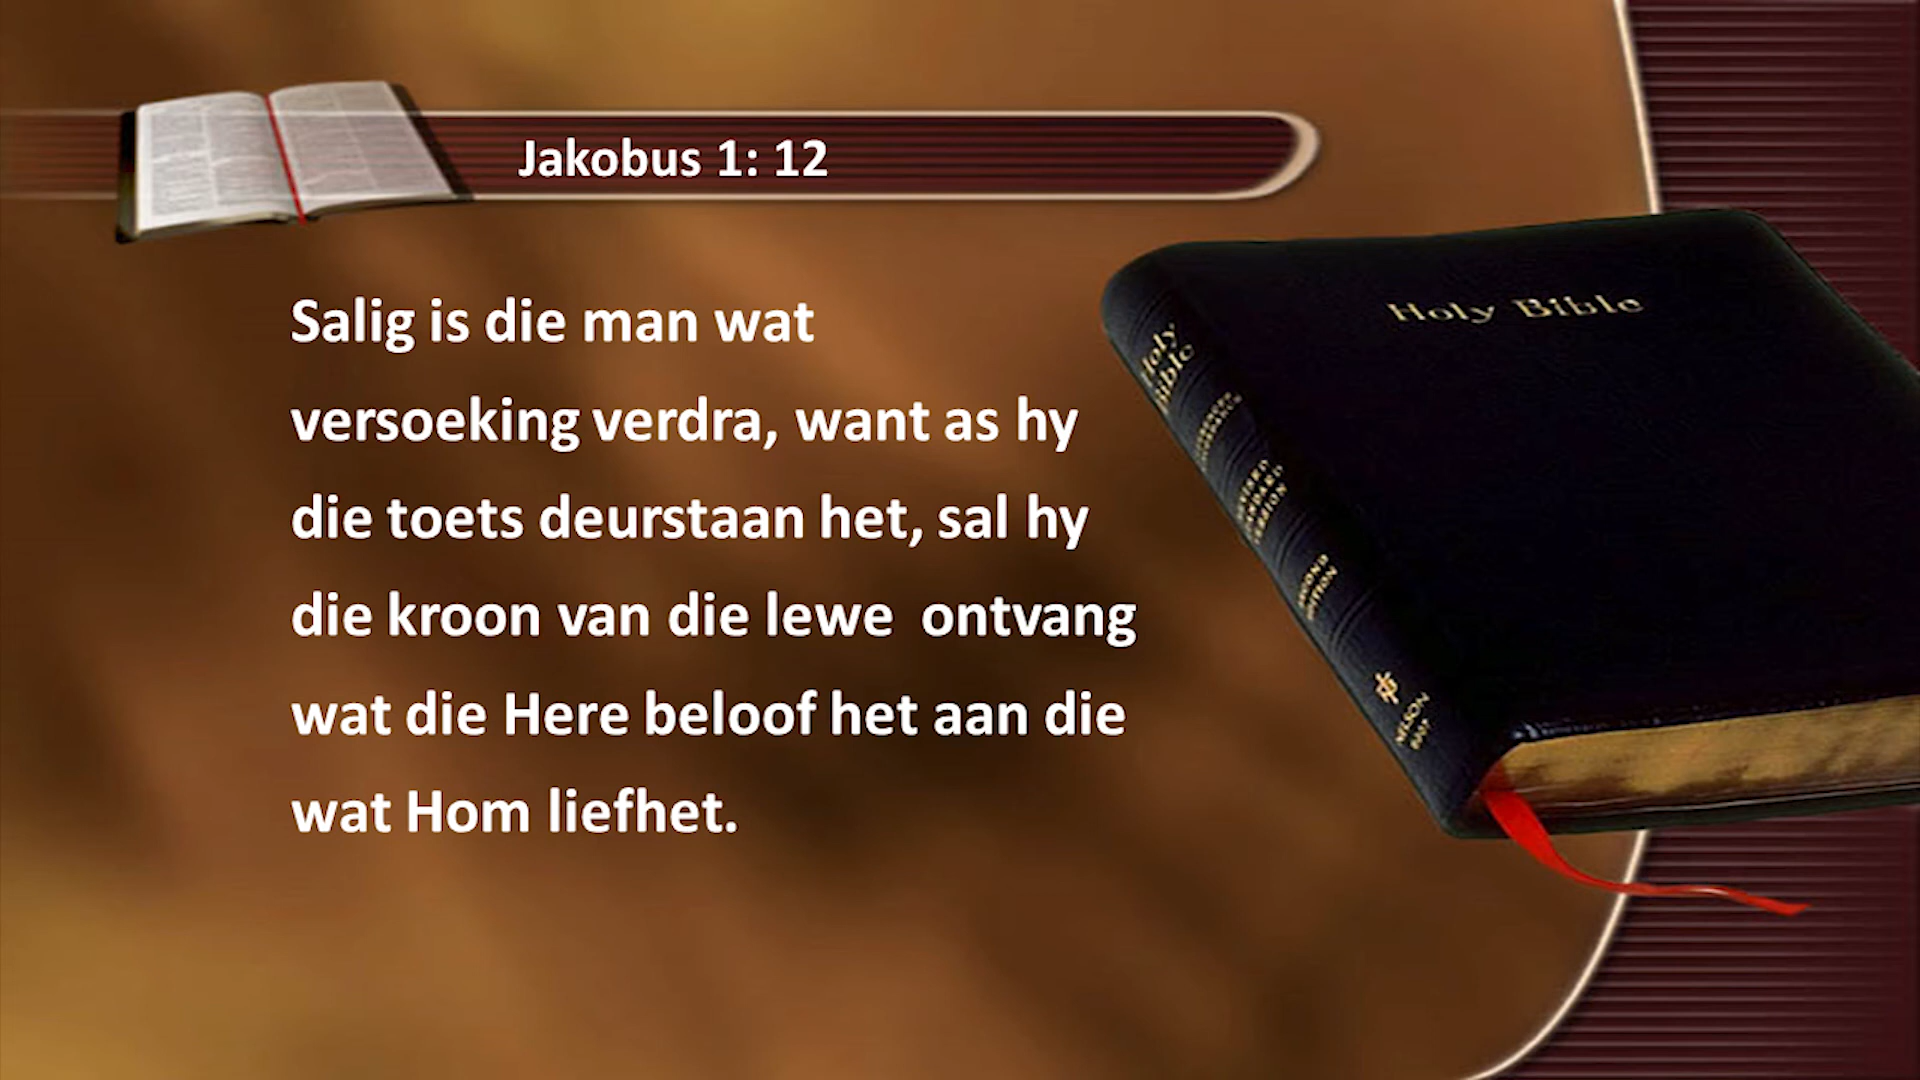 Jakobus 1: 12
Salig is die man wat
versoeking verdra, want as hy
die toets deurstaan het, sal hy
die kroon van die lewe  ontvang
wat die Here beloof het aan die
wat Hom liefhet.
Holy Bible
Holy
Bible